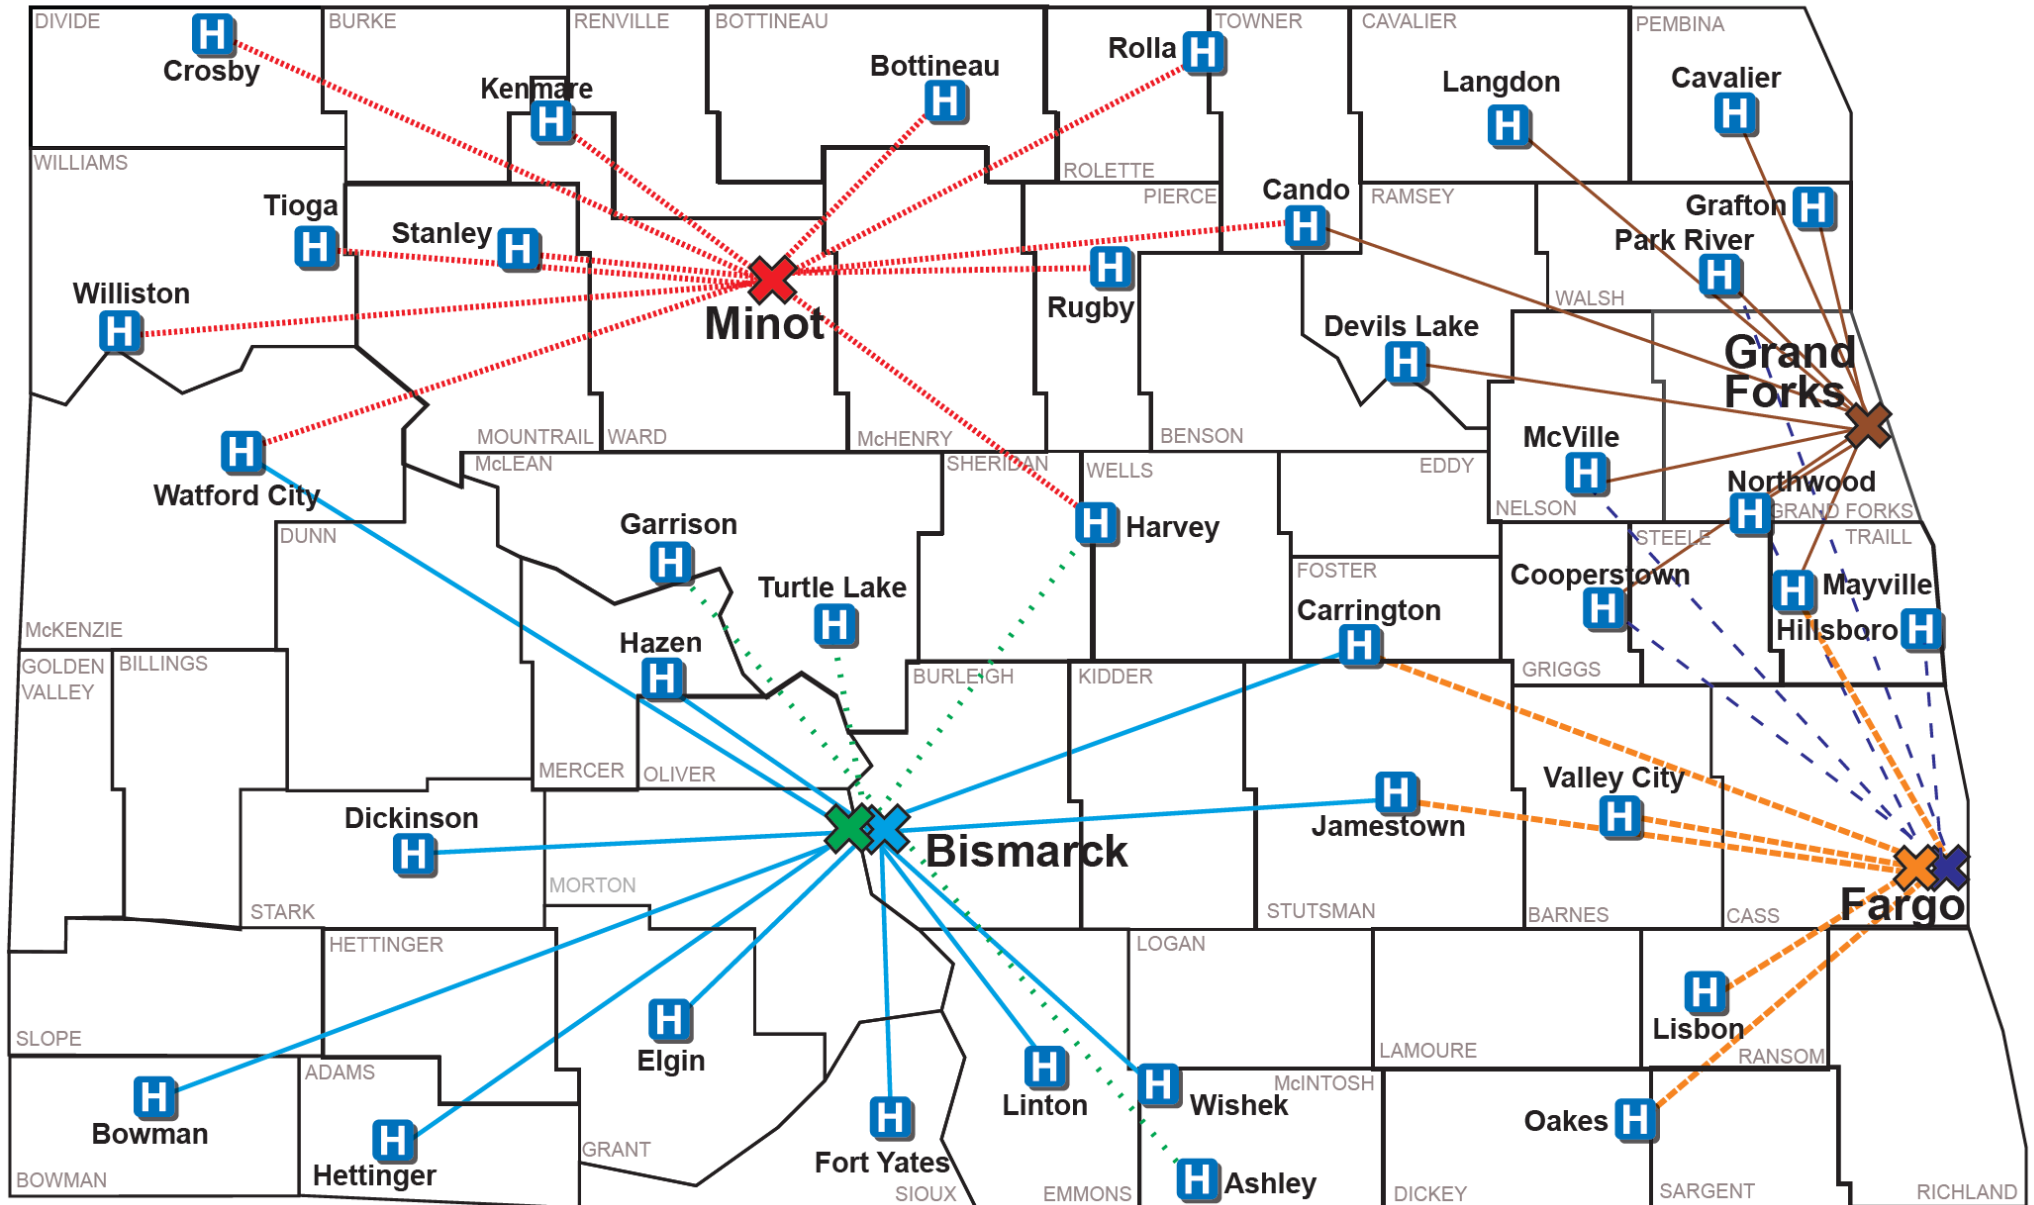 DIVIDE
BURKE
RENVILLE
BOTTINEAU
TOWNER
CAVALIER
PEMBINA
H
Crosby
Kenmare
H
Bottineau
H
Rolla
H
Langdon
H
Cavalier
H
WILLIAMS
ROLETTE
PIERCE
RAMSEY
Tioga
H
Stanley
H
Cando
H
Grafton
H
Park River
H
Williston
H
Minot
Rugby
H
WALSH
Devils Lake
H
Grand
Forks
MOUNTRAIL
WARD
McHENRY
BENSON
McVille
H
Watford City
H
McLEAN
SHERIDAN
WELLS
EDDY
NELSON
Northwood
H
GRAND FORKS
DUNN
Garrison
H
Harvey
H
STEELE
TRAILL
FOSTER
Cooperstown
H
Mayville
H
Turtle Lake
H
Carrington
H
Hillsboro
H
McKENZIE
Hazen
H
GOLDEN
VALLEY
BILLINGS
BURLEIGH
KIDDER
GRIGGS
MERCER
OLIVER
Dickinson
H
Jamestown
H
Valley City
H
Bismarck
MORTON
STARK
STUTSMAN
BARNES
CASS
Fargo
HETTINGER
LOGAN
SLOPE
Elgin
H
Lisbon
H
LAMOURE
RANSOM
ADAMS
Linton
H
McINTOSH
Wishek
H
Bowman
H
Hettinger
H
Fort Yates
H
Oakes
H
GRANT
Ashley
H
BOWMAN
SIOUX
EMMONS
DICKEY
SARGENT
RICHLAND